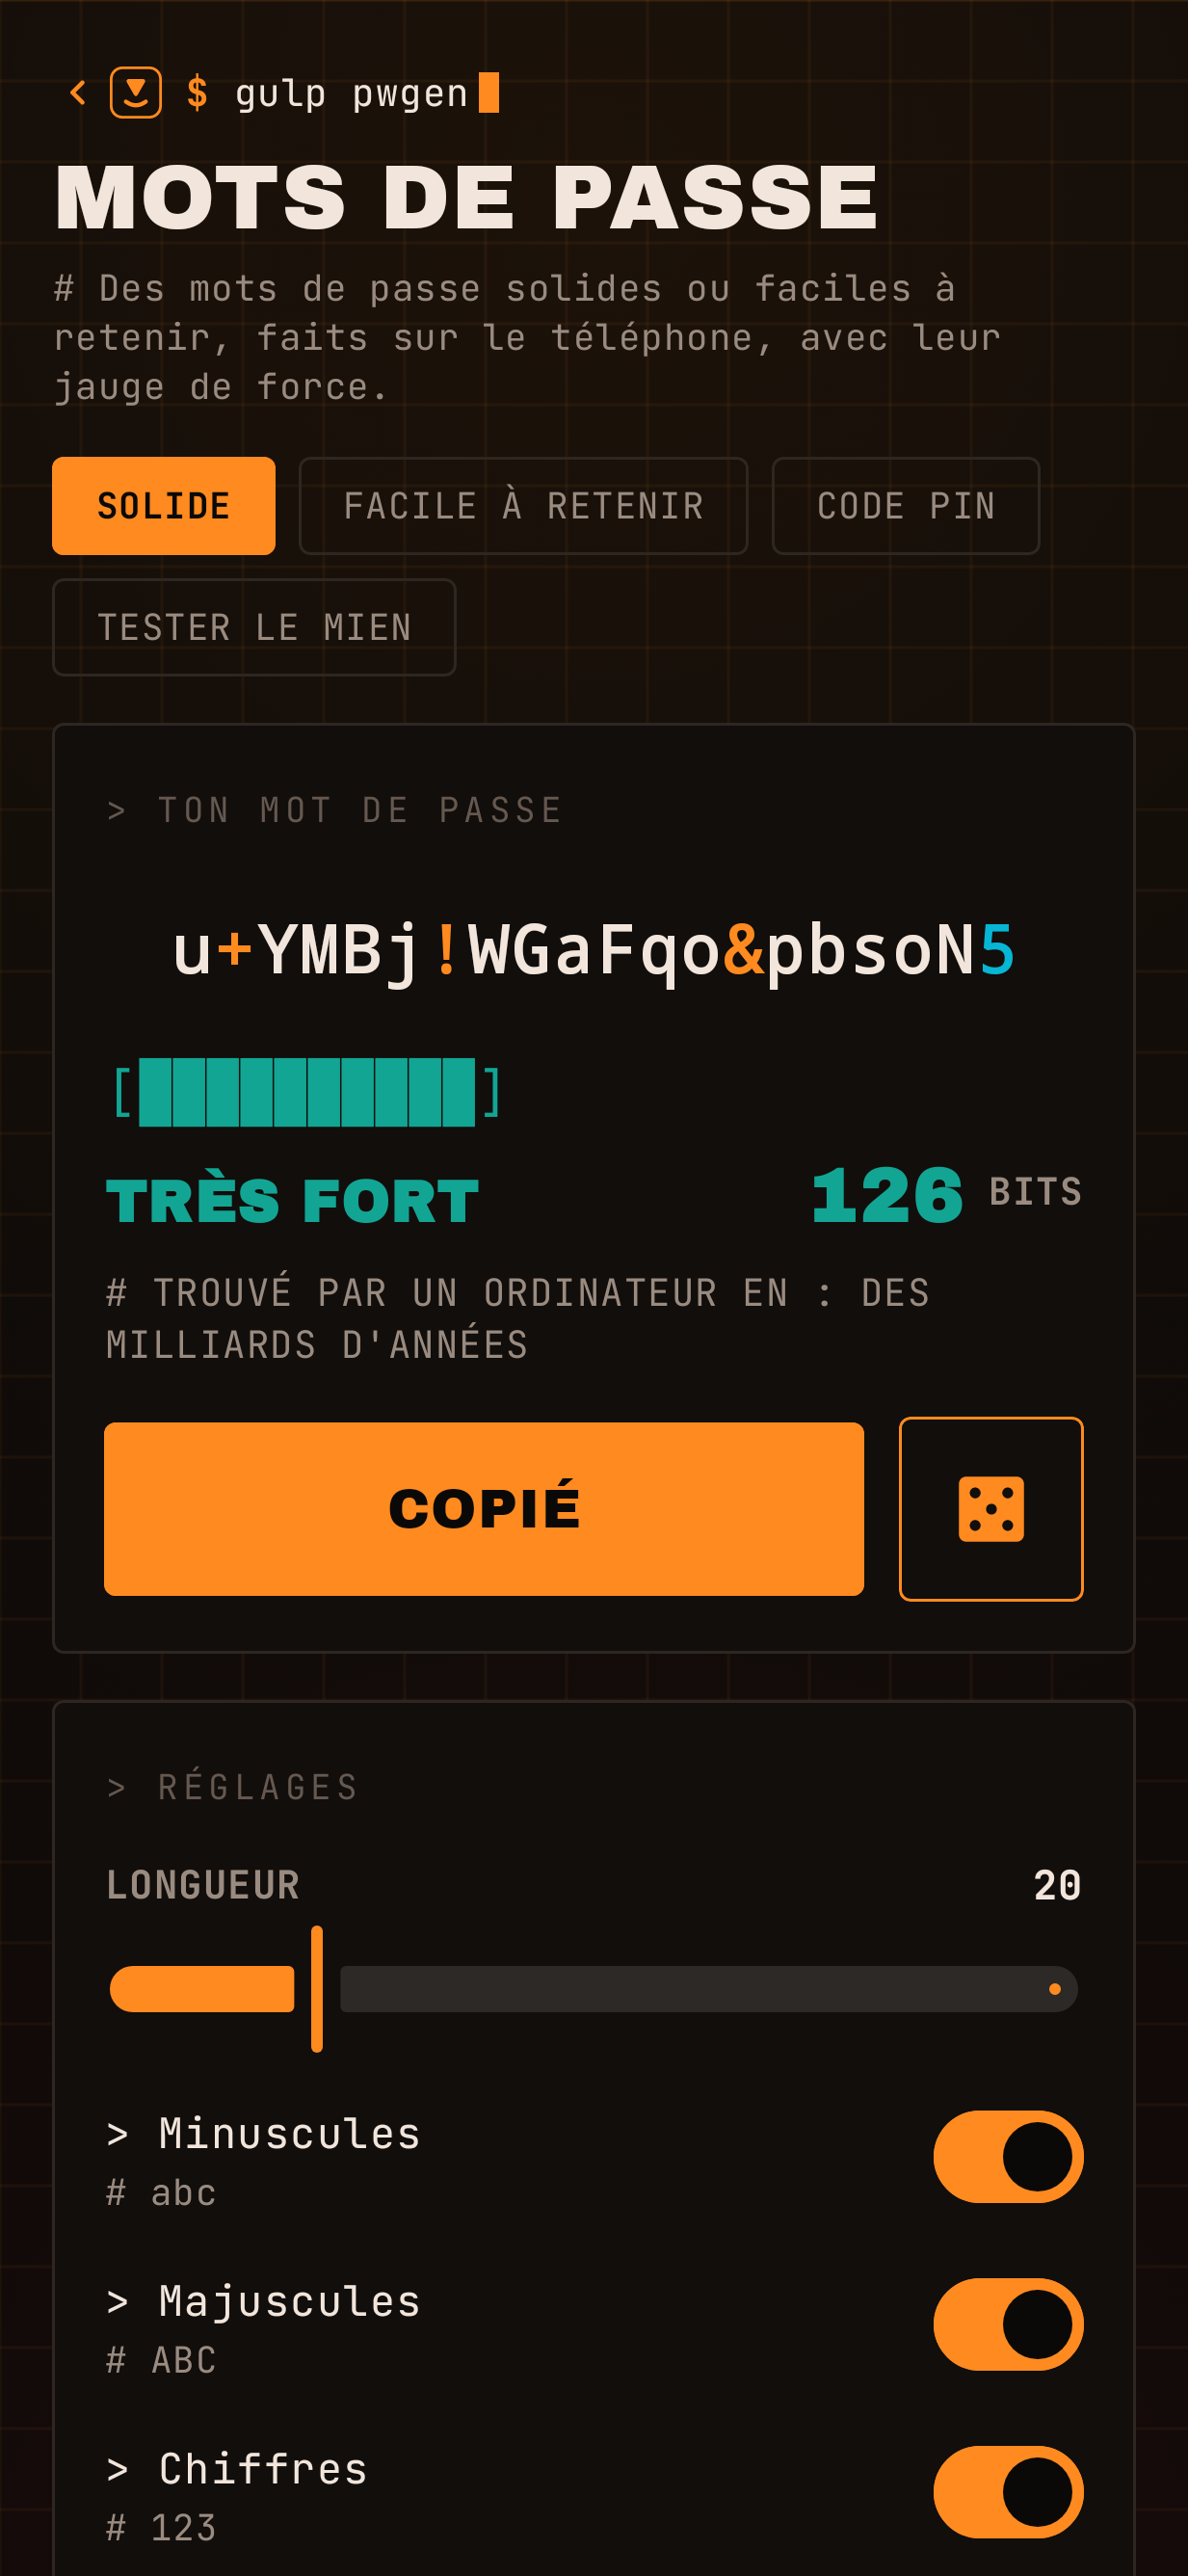 $ gulp pwgen
MOTS DE PASSE
# Des mots de passe solides ou faciles à
retenir, faits sur le téléphone, avec leur
jauge de force.
SOLIDE
FACILE À RETENIR
CODE PIN
TESTER LE MIEN
> TON MOT DE PASSE
u+YMBj!WGaFqo&pbsoN5
[██████████]
TRÈS FORT
126 BITS
# TROUVÉ PAR UN ORDINATEUR EN : DES
MILLIARDS D'ANNÉES
COPIÉ
> RÉGLAGES
LONGUEUR
20
> Minuscules
# abc
> Majuscules
# ABC
> Chiffres
# 123